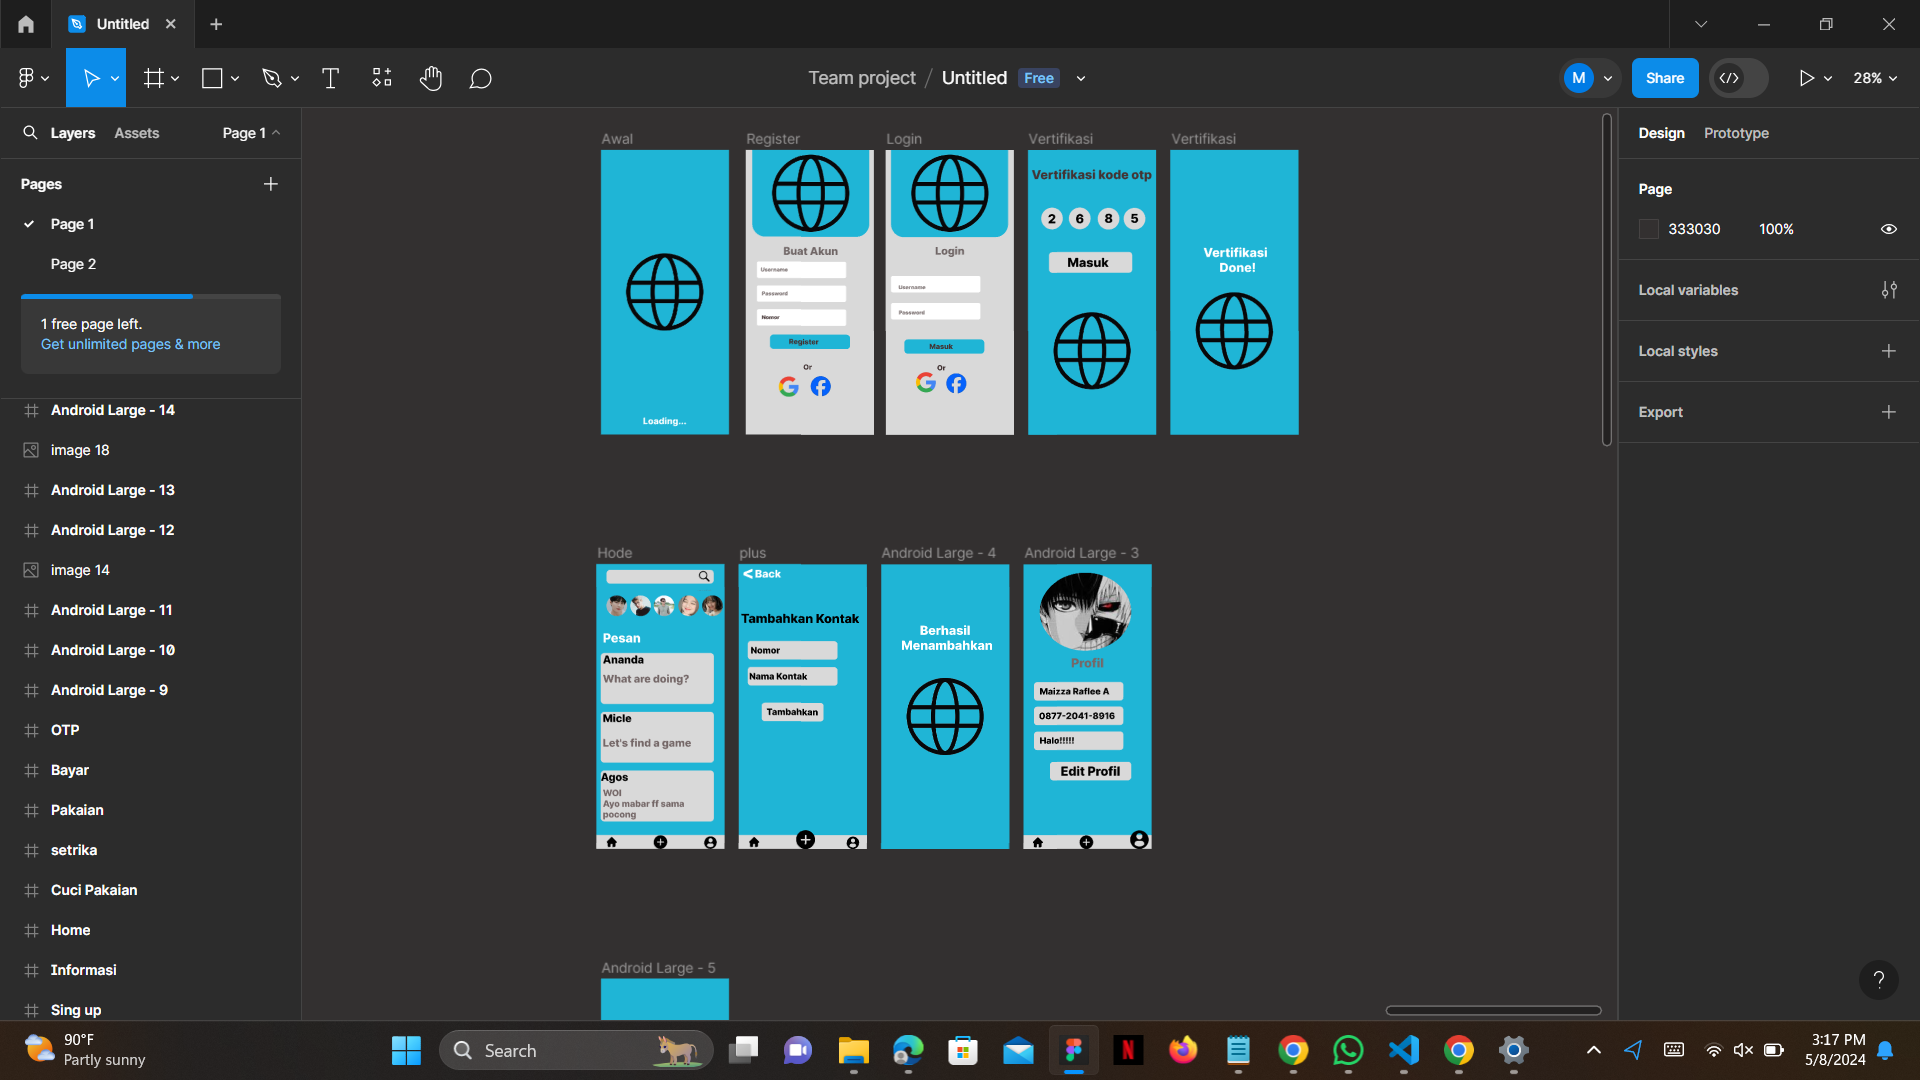 Untitled
Team project / Untitled Free
M
Share
28%
Layers
Assets
Page 1
Pages
Page 1
Page 2
1 free page left.
Get unlimited pages & more
Android Large - 14
image 18
Android Large - 13
Android Large - 12
image 14
Android Large - 11
Android Large - 10
Android Large - 9
OTP
Bayar
Pakaian
setrika
Cuci Pakaian
Home
Informasi
Sing up
Awal
Loading...
Register
Buat Akun
Username
Password
Nomor
Register
Or
Login
Login
Username
Password
Masuk
Or
Vertifikasi
Vertifikasi kode otp
2 6 8 5
Masuk
Vertifikasi
Vertifikasi
Done!
Hode
Pesan
Ananda
What are doing?
Micle
Let's find a game
Agos
WOI
Ayo mabar ff sama
pocong
plus
<Back
Tambahkan Kontak
Nomor
Nama Kontak
Tambahkan
Android Large - 4
Berhasil
Menambahkan
Android Large - 3
Profil
Maizza Raflee A
0877-2041-8916
Halo!!!!!
Edit Profil
Android Large - 5
Design
Prototype
Page
333030
100%
Local variables
Local styles
Export
?
90°F
Partly sunny
Search
3:17 PM
5/8/2024